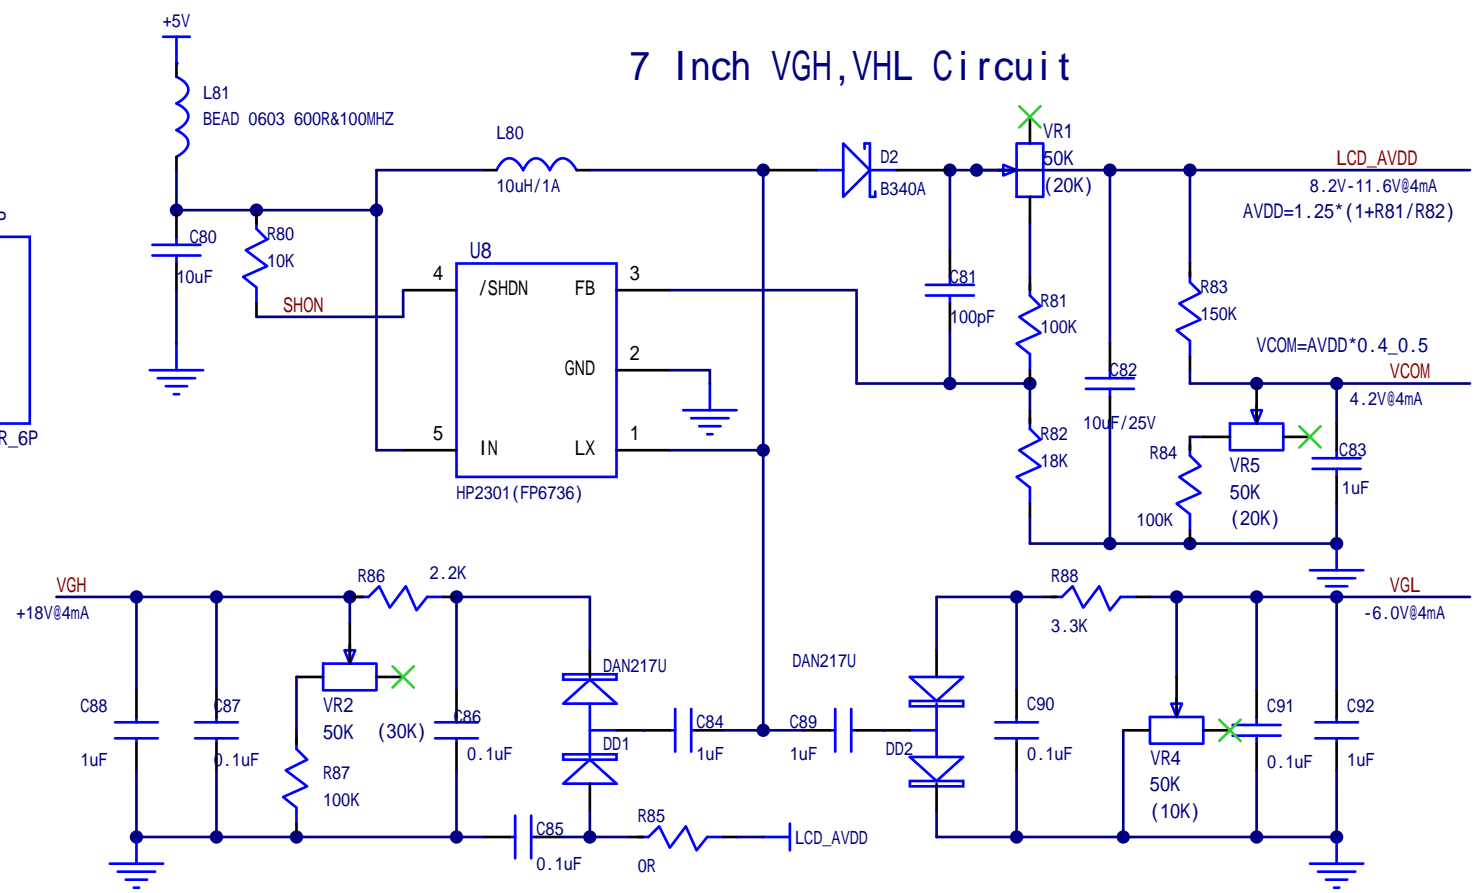 +5V
7 Inch VGH,VHL Circuit
L81
BEAD 0603 600R&100MHZ
L80
10uH/1A
D2
B340A
VR1
50K
(20K)
LCD_AVDD
8.2V-11.6V@4mA
AVDD=1.25*(1+R81/R82)
P
C80
10uF
R80
10K
SHON
U8
4
/SHDN
FB
3
GND
2
5
IN
LX
1
HP2301(FP6736)
C81
100pF
R81
100K
R83
150K
VCOM=AVDD*0.4_0.5
VCOM
4.2V@4mA
C82
10uF/25V
R82
18K
R84
100K
VR5
50K
(20K)
C83
1uF
R_6P
VGH
+18V@4mA
R86
2.2K
R88
3.3K
VGL
-6.0V@4mA
DAN217U
DAN217U
C88
1uF
C87
0.1uF
VR2
50K
(30K)
R87
100K
C86
0.1uF
DD1
C84
1uF
C89
1uF
DD2
C90
0.1uF
VR4
50K
(10K)
C91
0.1uF
C92
1uF
C85
0.1uF
R85
0R
LCD_AVDD